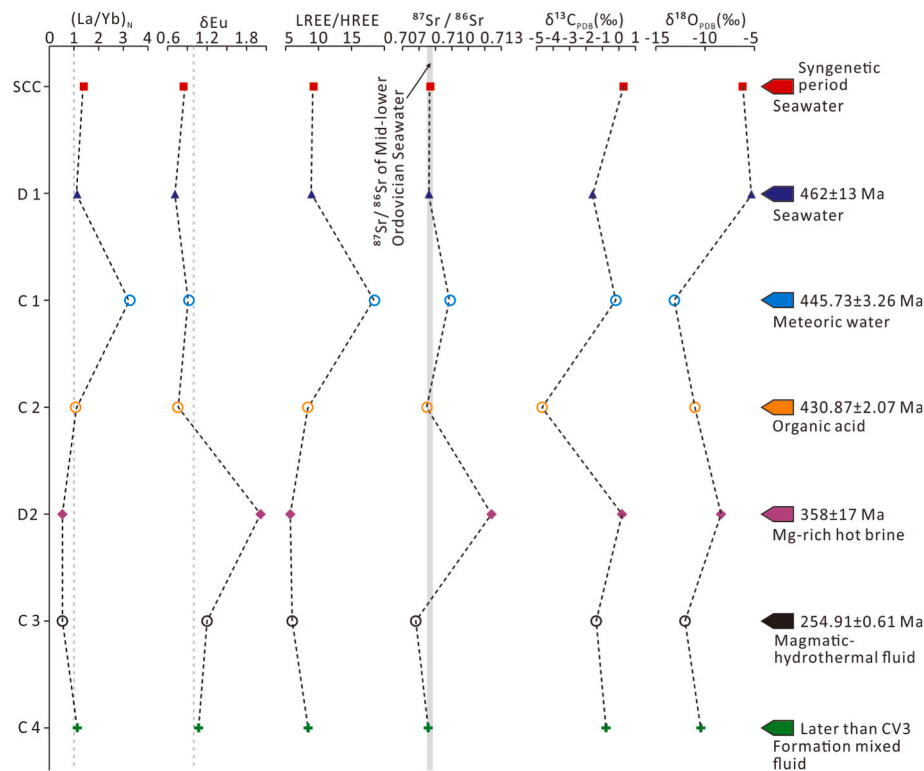 (La/Yb)N δEu LREE/HREE ⁸⁷Sr / ⁸⁶Sr δ¹³CPDB(‰) δ¹⁸OPDB(‰)
0 1 2 3 4 0.6 1.2 1.8 5 10 15 0.707 0.710 0.713 -5 -4 -3 -2 -1 0 1 -15 -10 -5
SCC
Syngenetic
period
Seawater
⁸⁷Sr/ ⁸⁶Sr of Mid-lower
Ordovician Seawater
D 1
462±13 Ma
Seawater
C 1
445.73±3.26 Ma
Meteoric water
C 2
430.87±2.07 Ma
Organic acid
D2
358±17 Ma
Mg-rich hot brine
C 3
254.91±0.61 Ma
Magmatic-
hydrothermal fluid
C 4
Later than CV3
Formation mixed
fluid